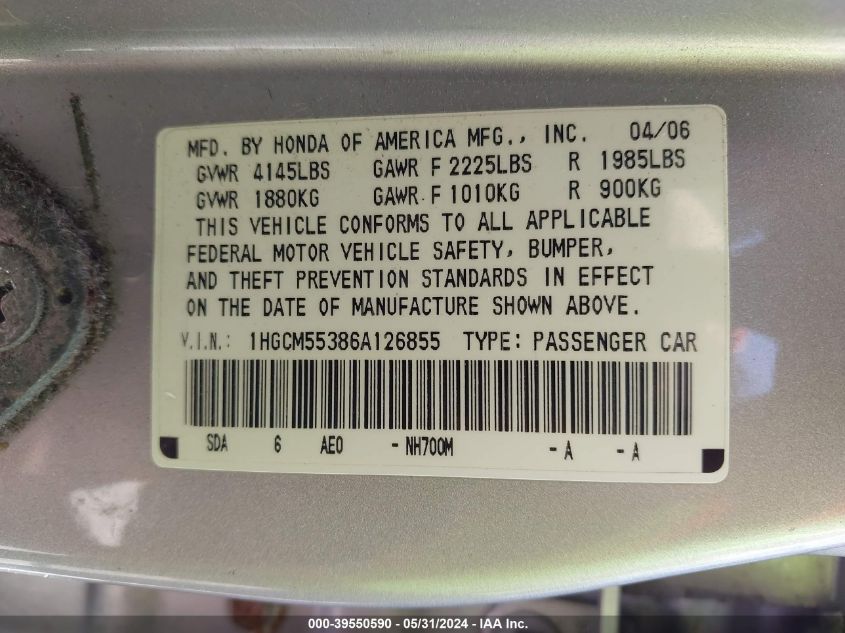 MFD. BY HONDA OF AMERICA MFG., INC. 04/06
GVWR 4145LBS GAWR F 2225LBS R 1985LBS
GVWR 1880KG GAWR F 1010KG R 900KG
THIS VEHICLE CONFORMS TO ALL APPLICABLE
FEDERAL MOTOR VEHICLE SAFETY, BUMPER,
AND THEFT PREVENTION STANDARDS IN EFFECT
ON THE DATE OF MANUFACTURE SHOWN ABOVE.
V.I.N.: 1HGCM55386A126855 TYPE: PASSENGER CAR
SDA 6 AE0 - NH700M - A - A
000-39550590 - 05/31/2024 - IAA Inc.